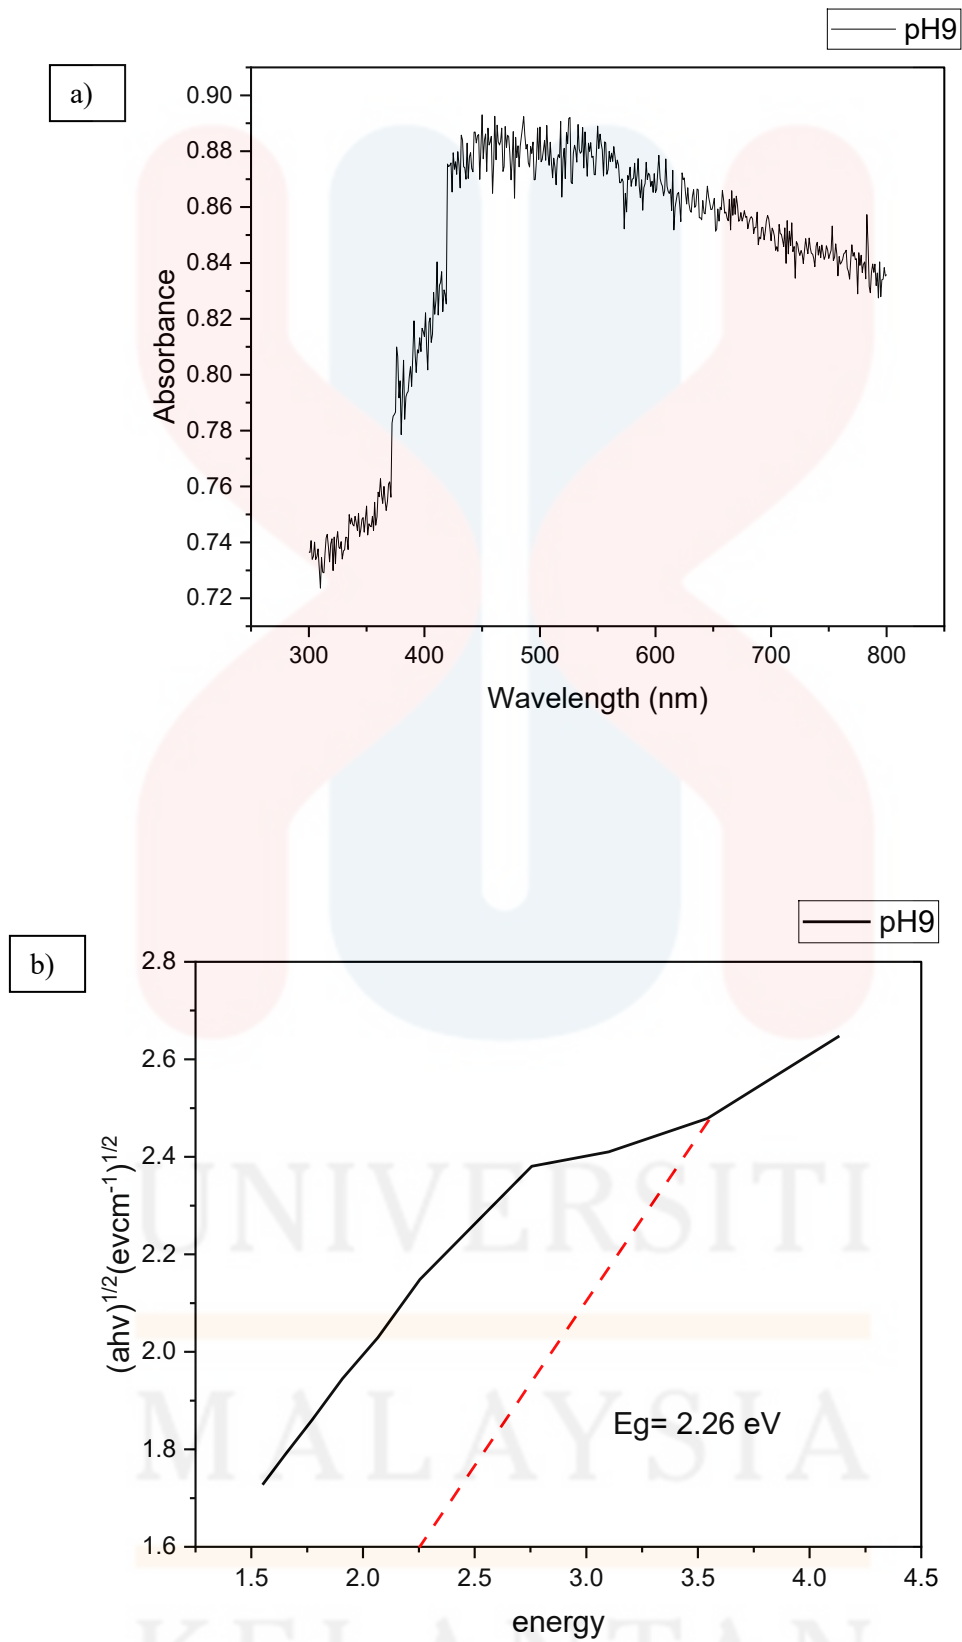 pH9
a)
0.90
0.88
0.86
0.84
0.82
0.80
0.78
0.76
0.74
0.72
Absorbance
300 400 500 600 700 800
Wavelength (nm)
pH9
b)
2.8
2.6
2.4
2.2
2.0
1.8
1.6
(ahv)^1/2(evcm^-1)^1/2
Eg= 2.26 eV
1.5 2.0 2.5 3.0 3.5 4.0 4.5
energy
UNIVERSITI
MALAYSIA
KELANTAN